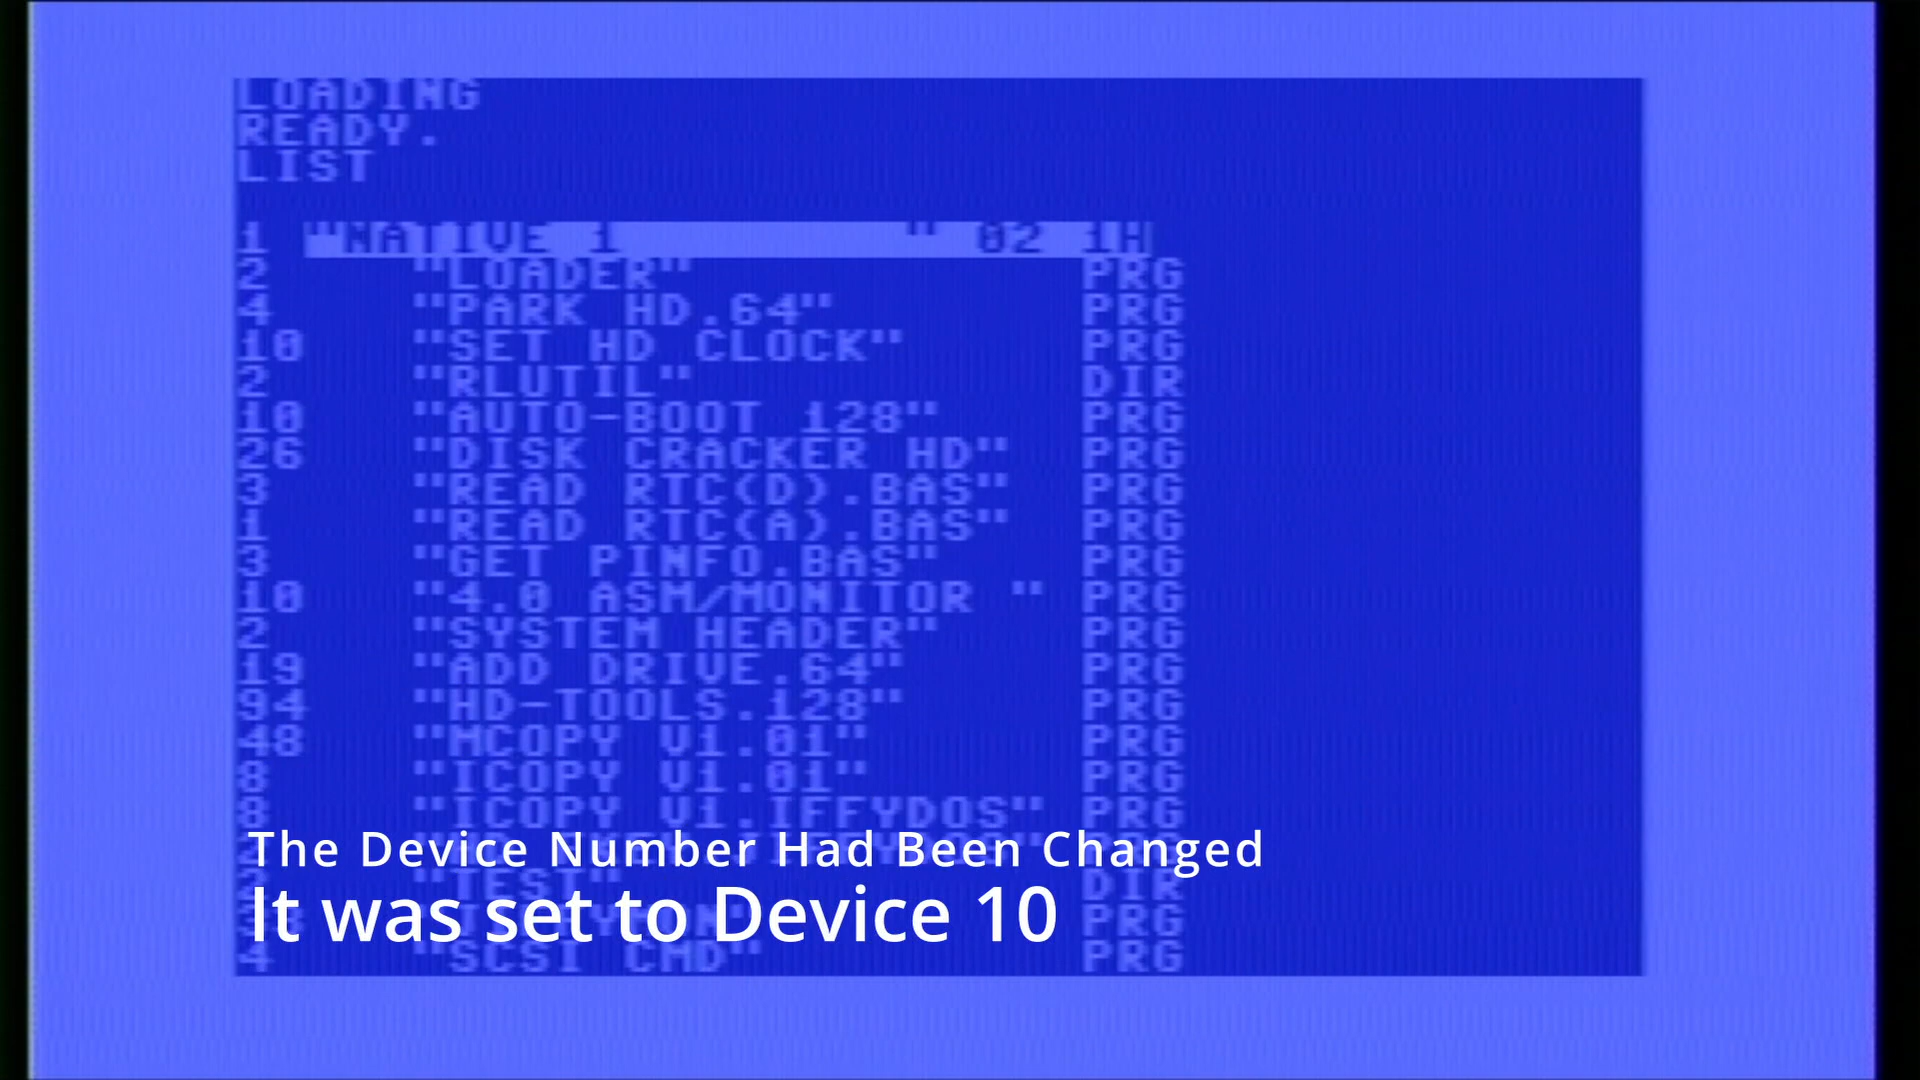 LOADING
READY.
LIST
1 "NATIVE 1 " 02 1H
2 "LOADER" PRG
4 "PARK HD.64" PRG
10 "SET HD CLOCK" PRG
2 "RLUTIL" DIR
10 "AUTO-BOOT 128" PRG
26 "DISK CRACKER HD" PRG
3 "READ RTC(D).BAS" PRG
1 "READ RTC(A).BAS" PRG
3 "GET PINFO.BAS" PRG
10 "4.0 ASM/MONITOR " PRG
2 "SYSTEM HEADER" PRG
19 "ADD DRIVE.64" PRG
94 "HD-TOOLS.128" PRG
48 "MCOPY V1.01" PRG
8 "ICOPY V1.01" PRG
8 "ICOPY V1.IFFYDOS" PRG
The Device Number Had Been Changed
2 "TEST" DIR
It was set to Device 10
PRG
4 "SCSI CMD" PRG